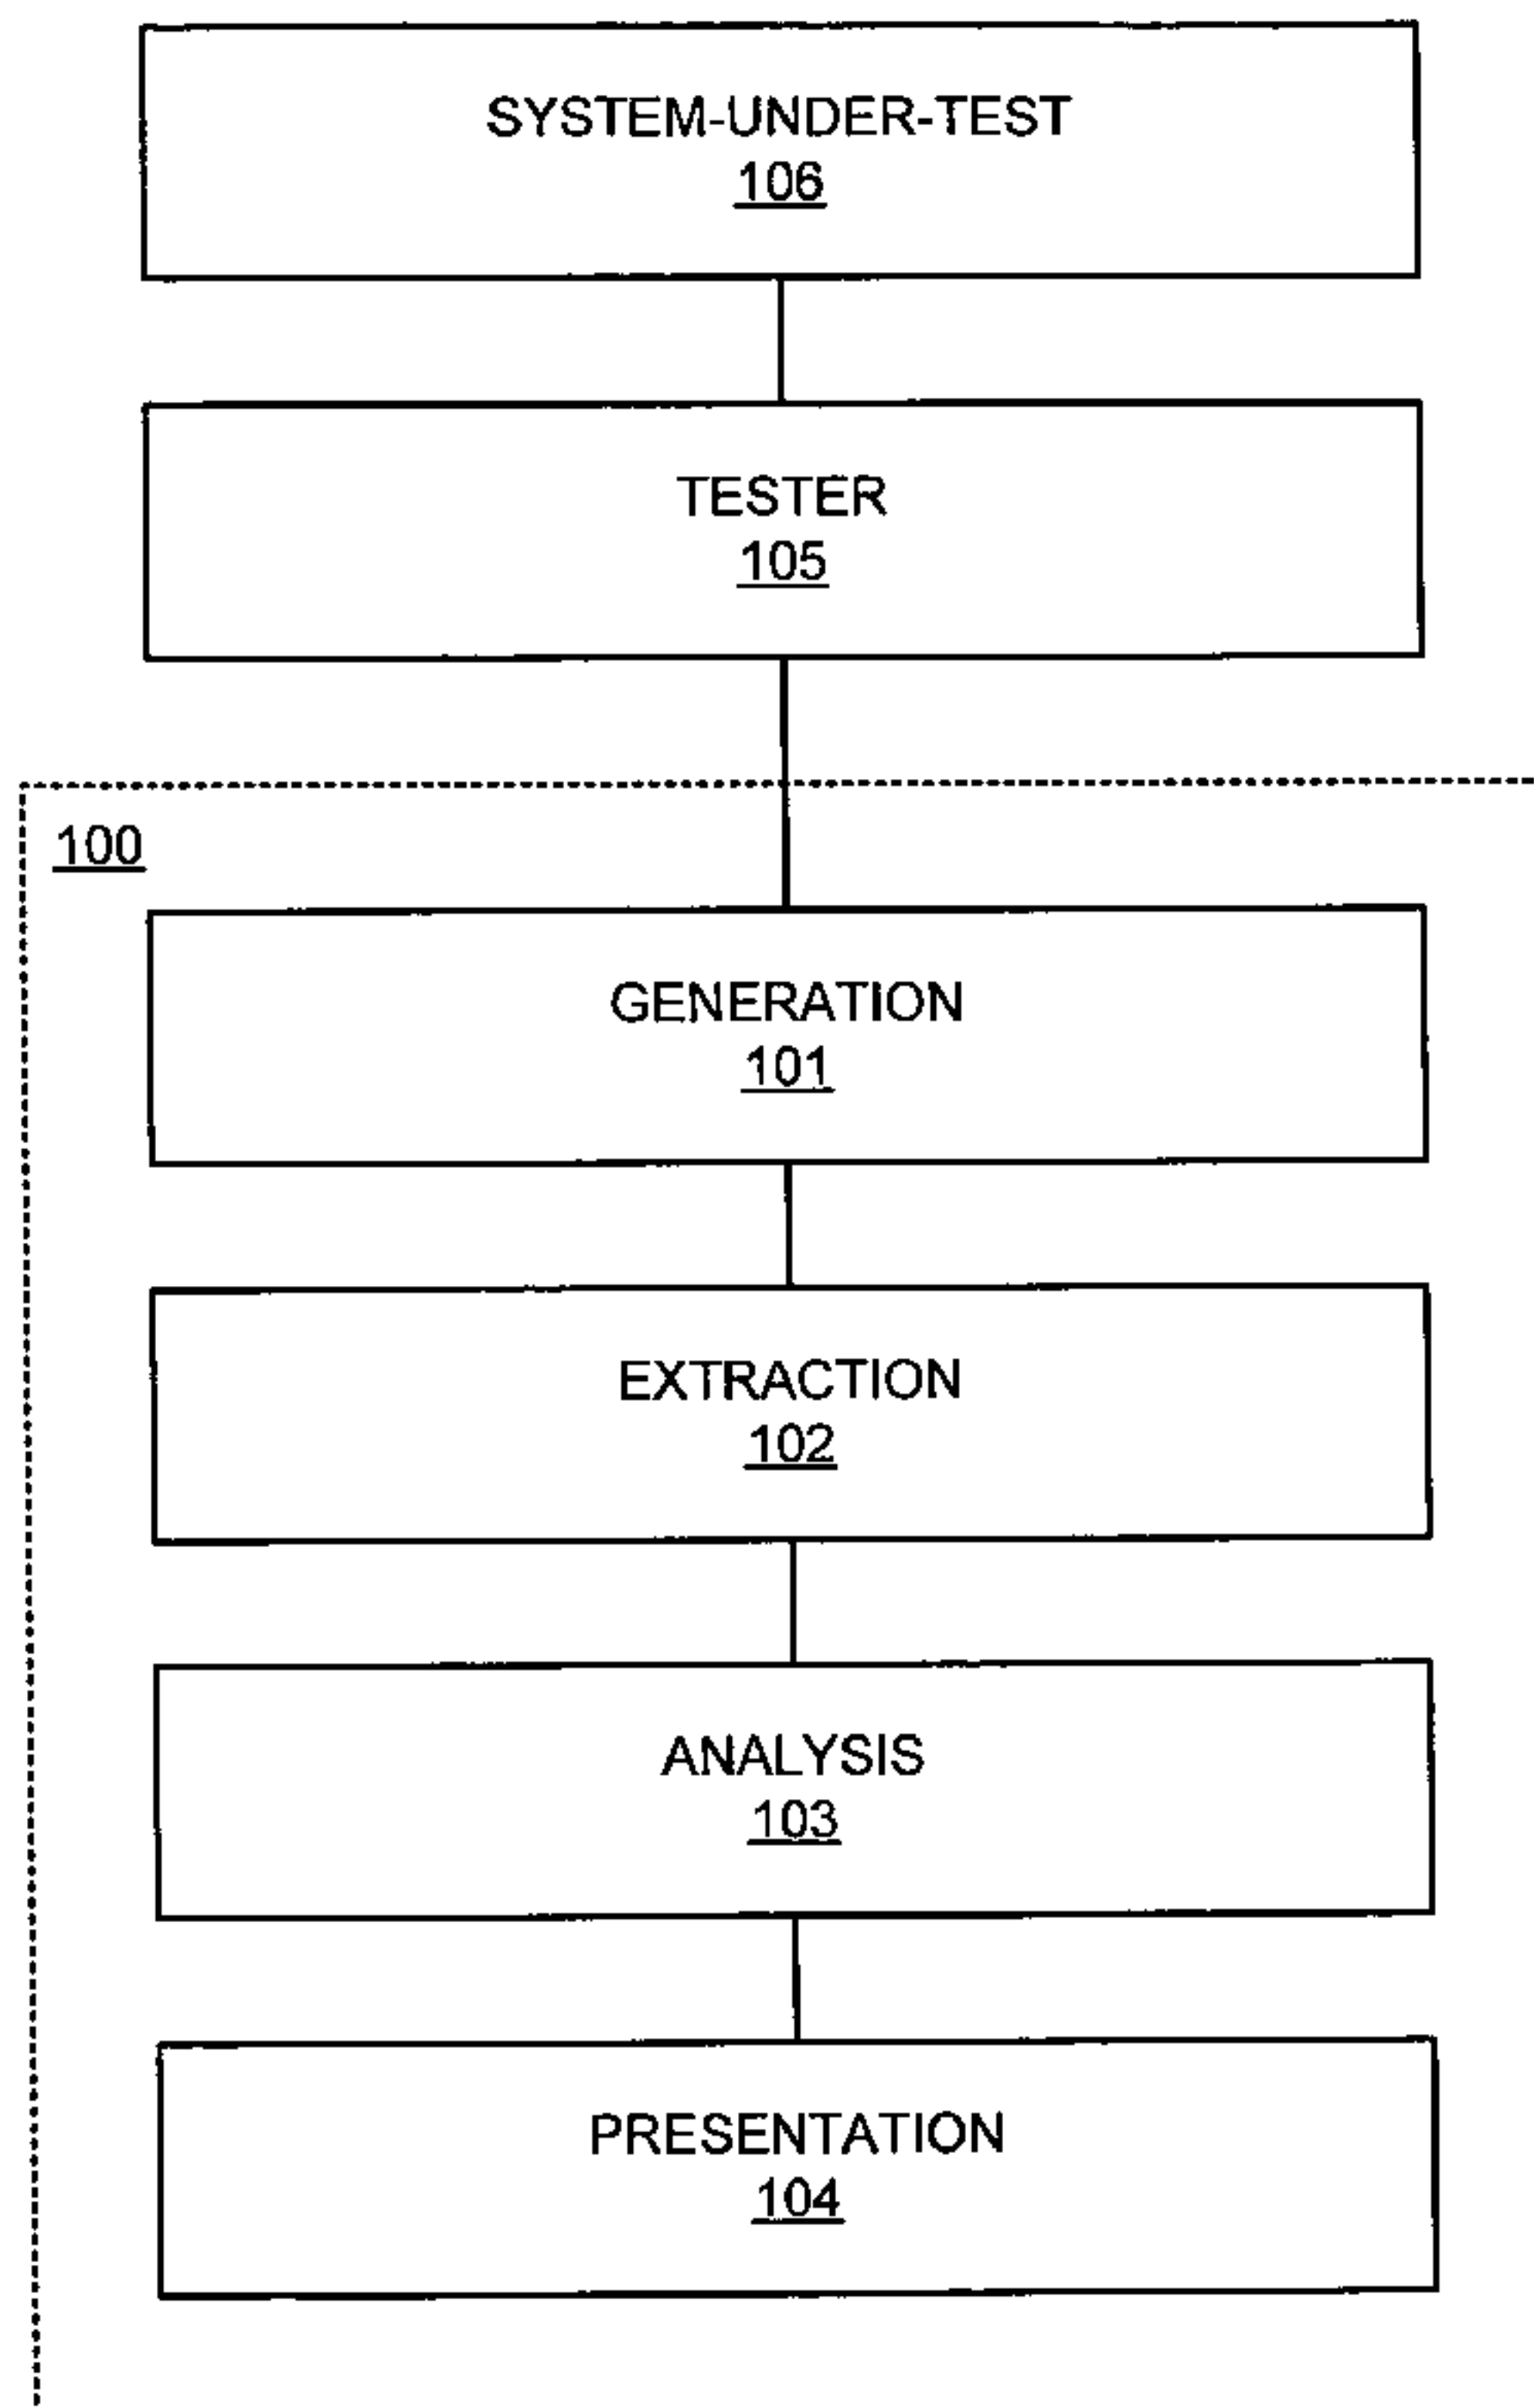 SYSTEM-UNDER-TEST
106
TESTER
105
100
GENERATION
101
EXTRACTION
102
ANALYSIS
103
PRESENTATION
104